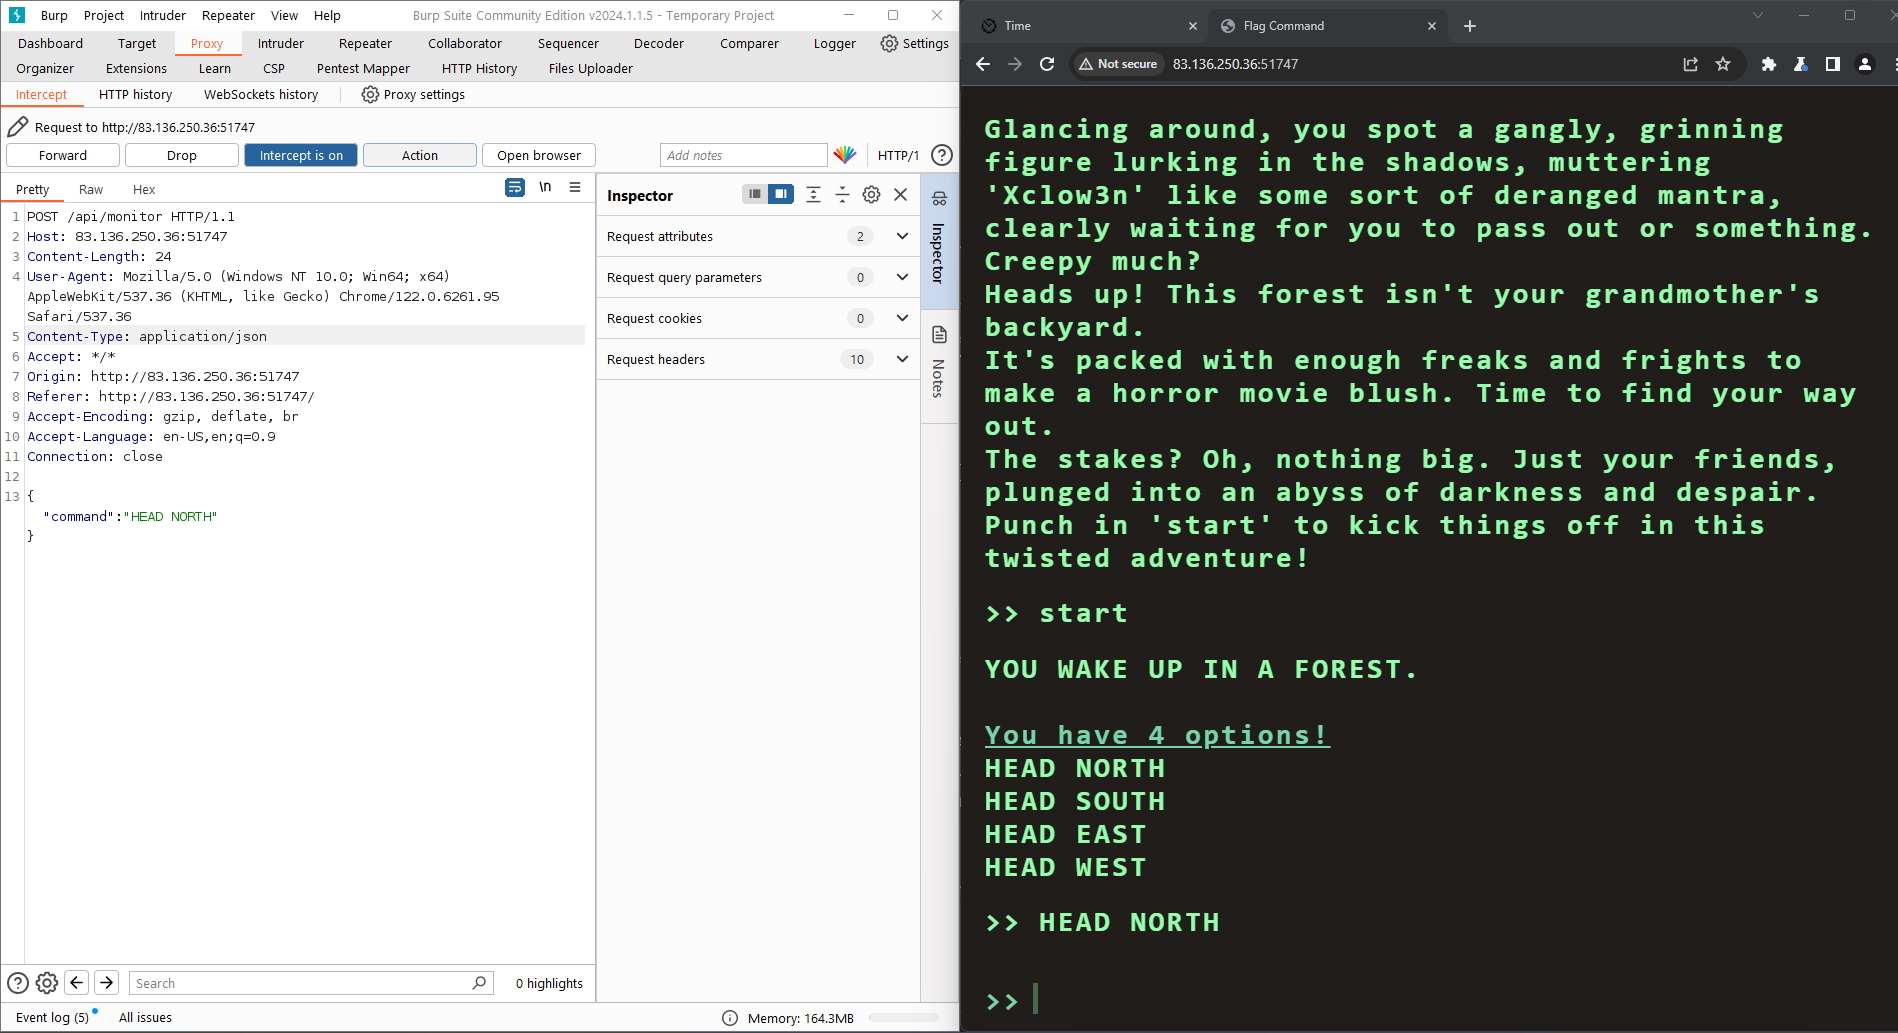 Burp Project Intruder Repeater View Help Burp Suite Community Edition v2024.1.1.5 - Temporary Project
Dashboard Target Proxy Intruder Repeater Collaborator Sequencer Decoder Comparer Logger Settings
Organizer Extensions Learn CSP Pentest Mapper HTTP History Files Uploader
Intercept HTTP history WebSockets history Proxy settings
Request to http://83.136.250.36:51747
Forward Drop Intercept is on Action Open browser Add notes HTTP/1 ?
Pretty Raw Hex \n
1 POST /api/monitor HTTP/1.1
2 Host: 83.136.250.36:51747
3 Content-Length: 24
4 User-Agent: Mozilla/5.0 (Windows NT 10.0; Win64; x64)
AppleWebKit/537.36 (KHTML, like Gecko) Chrome/122.0.6261.95
Safari/537.36
5 Content-Type: application/json
6 Accept: */*
7 Origin: http://83.136.250.36:51747
8 Referer: http://83.136.250.36:51747/
9 Accept-Encoding: gzip, deflate, br
10 Accept-Language: en-US,en;q=0.9
11 Connection: close
12
13 {
"command":"HEAD NORTH"
}
Inspector
Request attributes 2
Request query parameters 0
Request cookies 0
Request headers 10
Inspector
Notes
? Search 0 highlights
Event log (5) All issues Memory: 164.3MB
Time Flag Command
Not secure 83.136.250.36:51747
Glancing around, you spot a gangly, grinning
figure lurking in the shadows, muttering
'Xclow3n' like some sort of deranged mantra,
clearly waiting for you to pass out or something.
Creepy much?
Heads up! This forest isn't your grandmother's
backyard.
It's packed with enough freaks and frights to
make a horror movie blush. Time to find your way
out.
The stakes? Oh, nothing big. Just your friends,
plunged into an abyss of darkness and despair.
Punch in 'start' to kick things off in this
twisted adventure!
>> start
YOU WAKE UP IN A FOREST.
You have 4 options!
HEAD NORTH
HEAD SOUTH
HEAD EAST
HEAD WEST
>> HEAD NORTH
>>